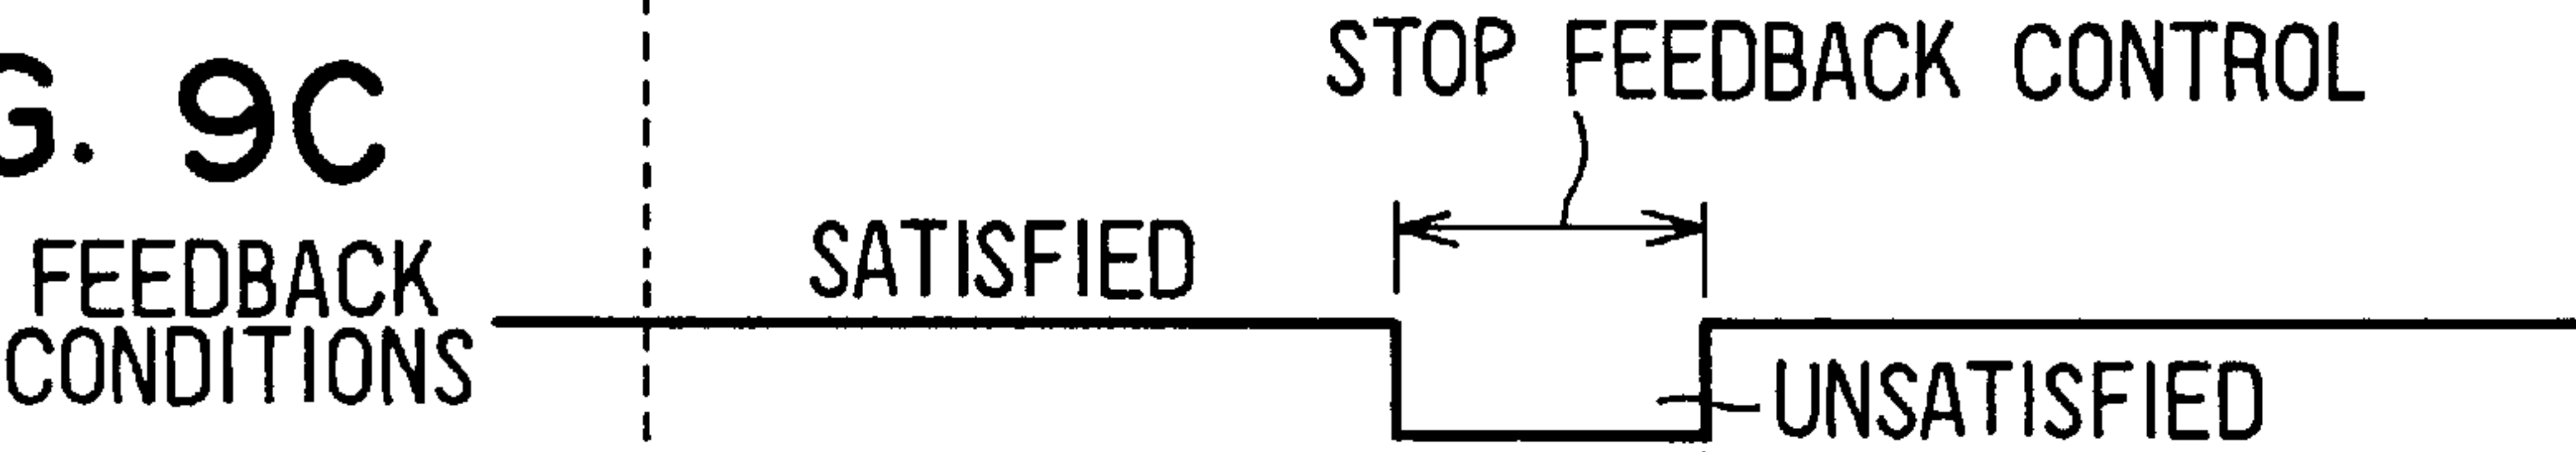 G. 9C
STOP FEEDBACK CONTROL
SATISFIED
FEEDBACK
CONDITIONS
UNSATISFIED